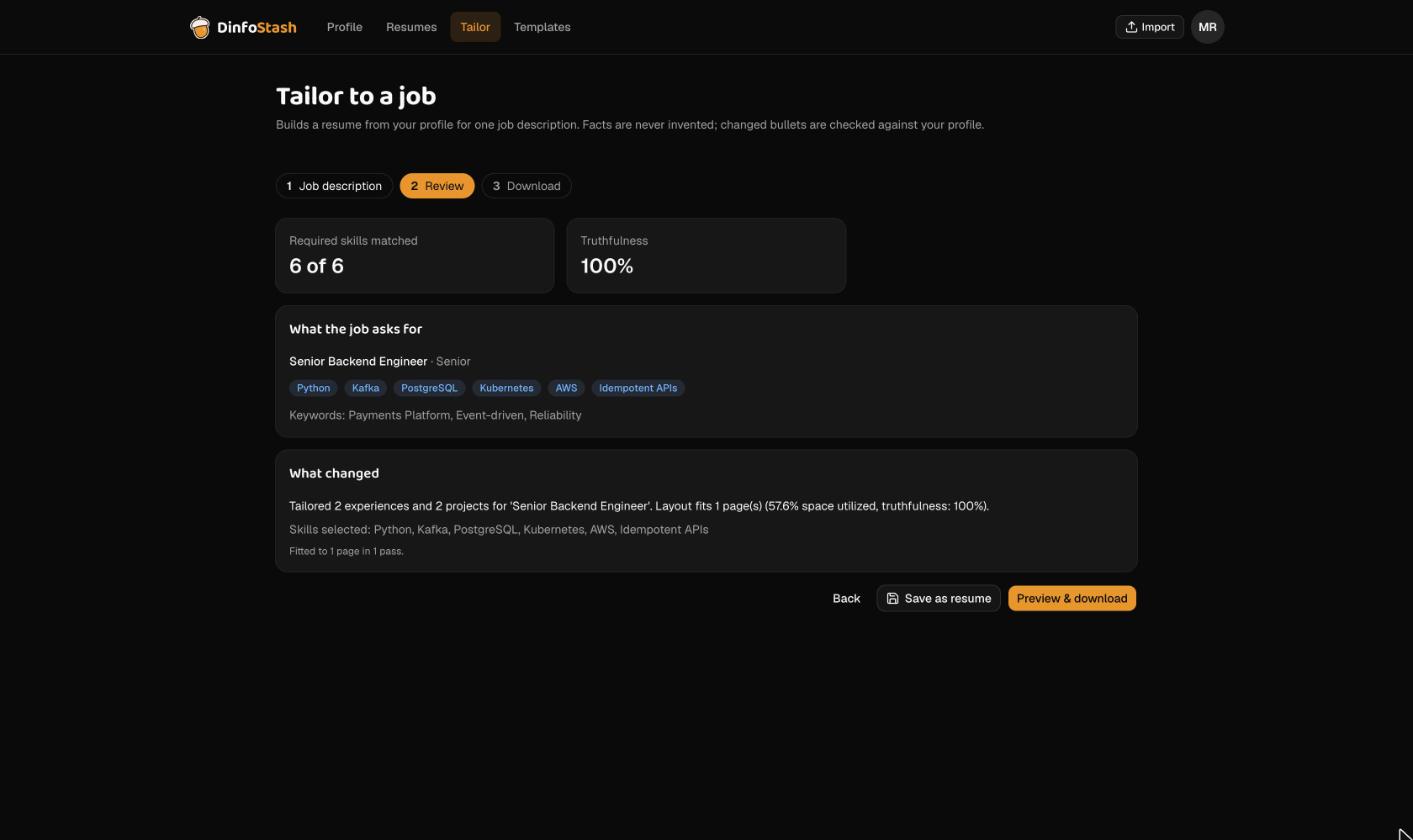 DinfoStash Profile Resumes Tailor Templates Import MR
Tailor to a job
Builds a resume from your profile for one job description. Facts are never invented; changed bullets are checked against your profile.
1 Job description 2 Review 3 Download
Required skills matched
6 of 6
Truthfulness
100%
What the job asks for
Senior Backend Engineer · Senior
Python Kafka PostgreSQL Kubernetes AWS Idempotent APIs
Keywords: Payments Platform, Event-driven, Reliability
What changed
Tailored 2 experiences and 2 projects for 'Senior Backend Engineer'. Layout fits 1 page(s) (57.6% space utilized, truthfulness: 100%).
Skills selected: Python, Kafka, PostgreSQL, Kubernetes, AWS, Idempotent APIs
Fitted to 1 page in 1 pass.
Back Save as resume Preview & download